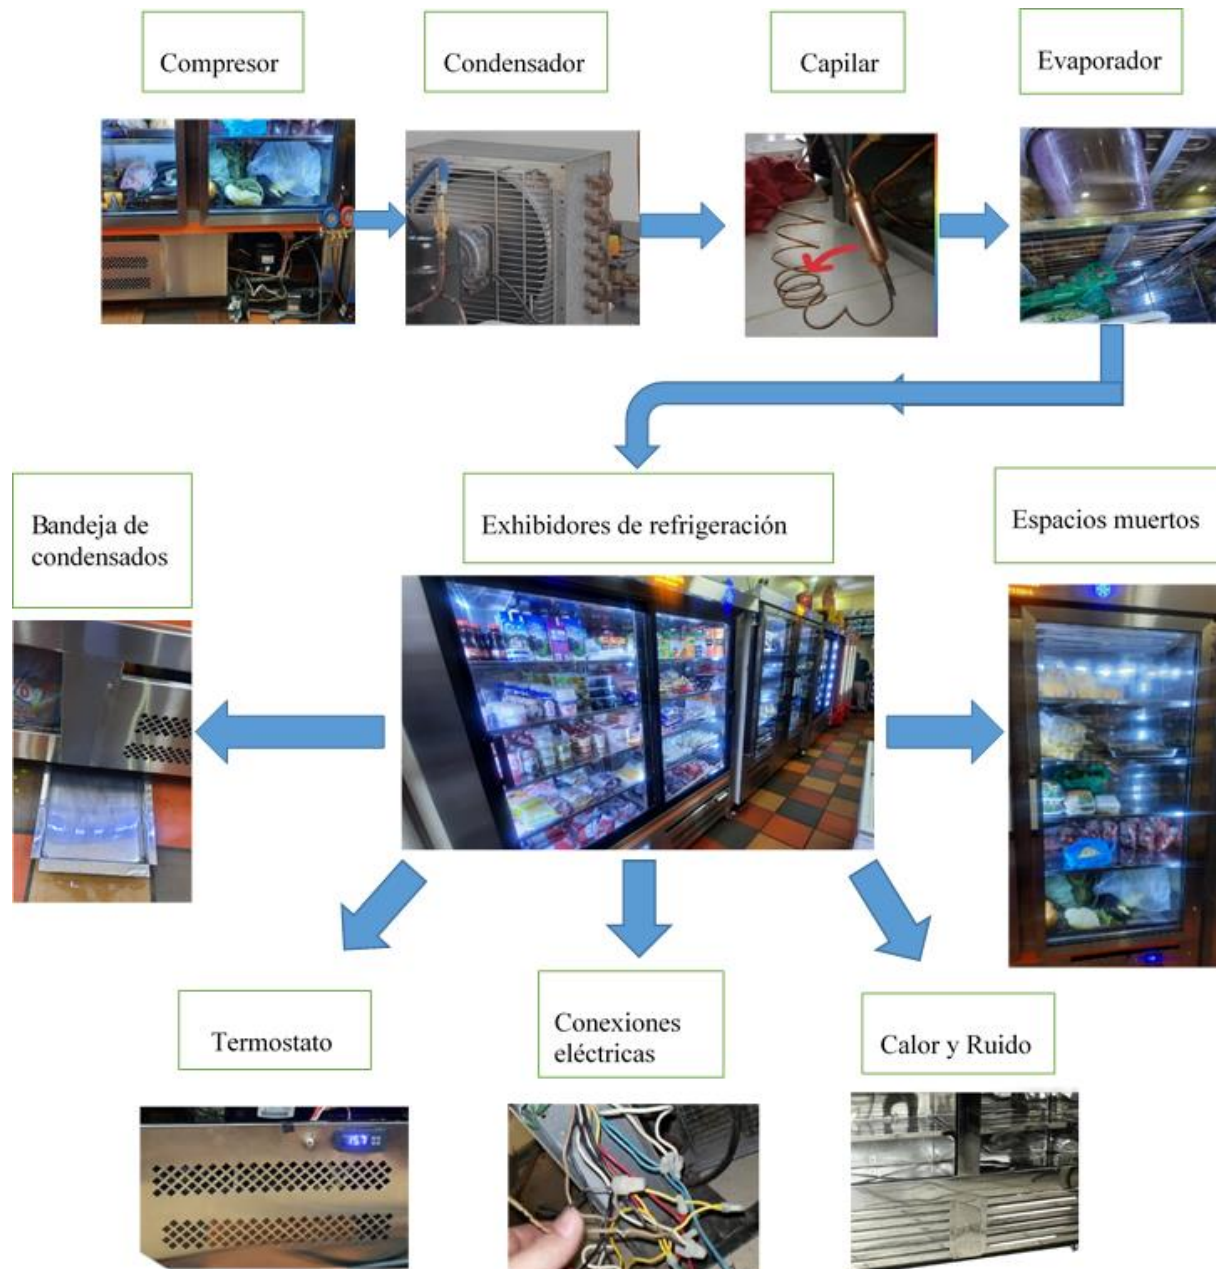 Compresor
Condensador
Capilar
Evaporador
Bandeja de
condensados
Exhibidores de refrigeración
Espacios muertos
Termostato
Conexiones
eléctricas
Calor y Ruido